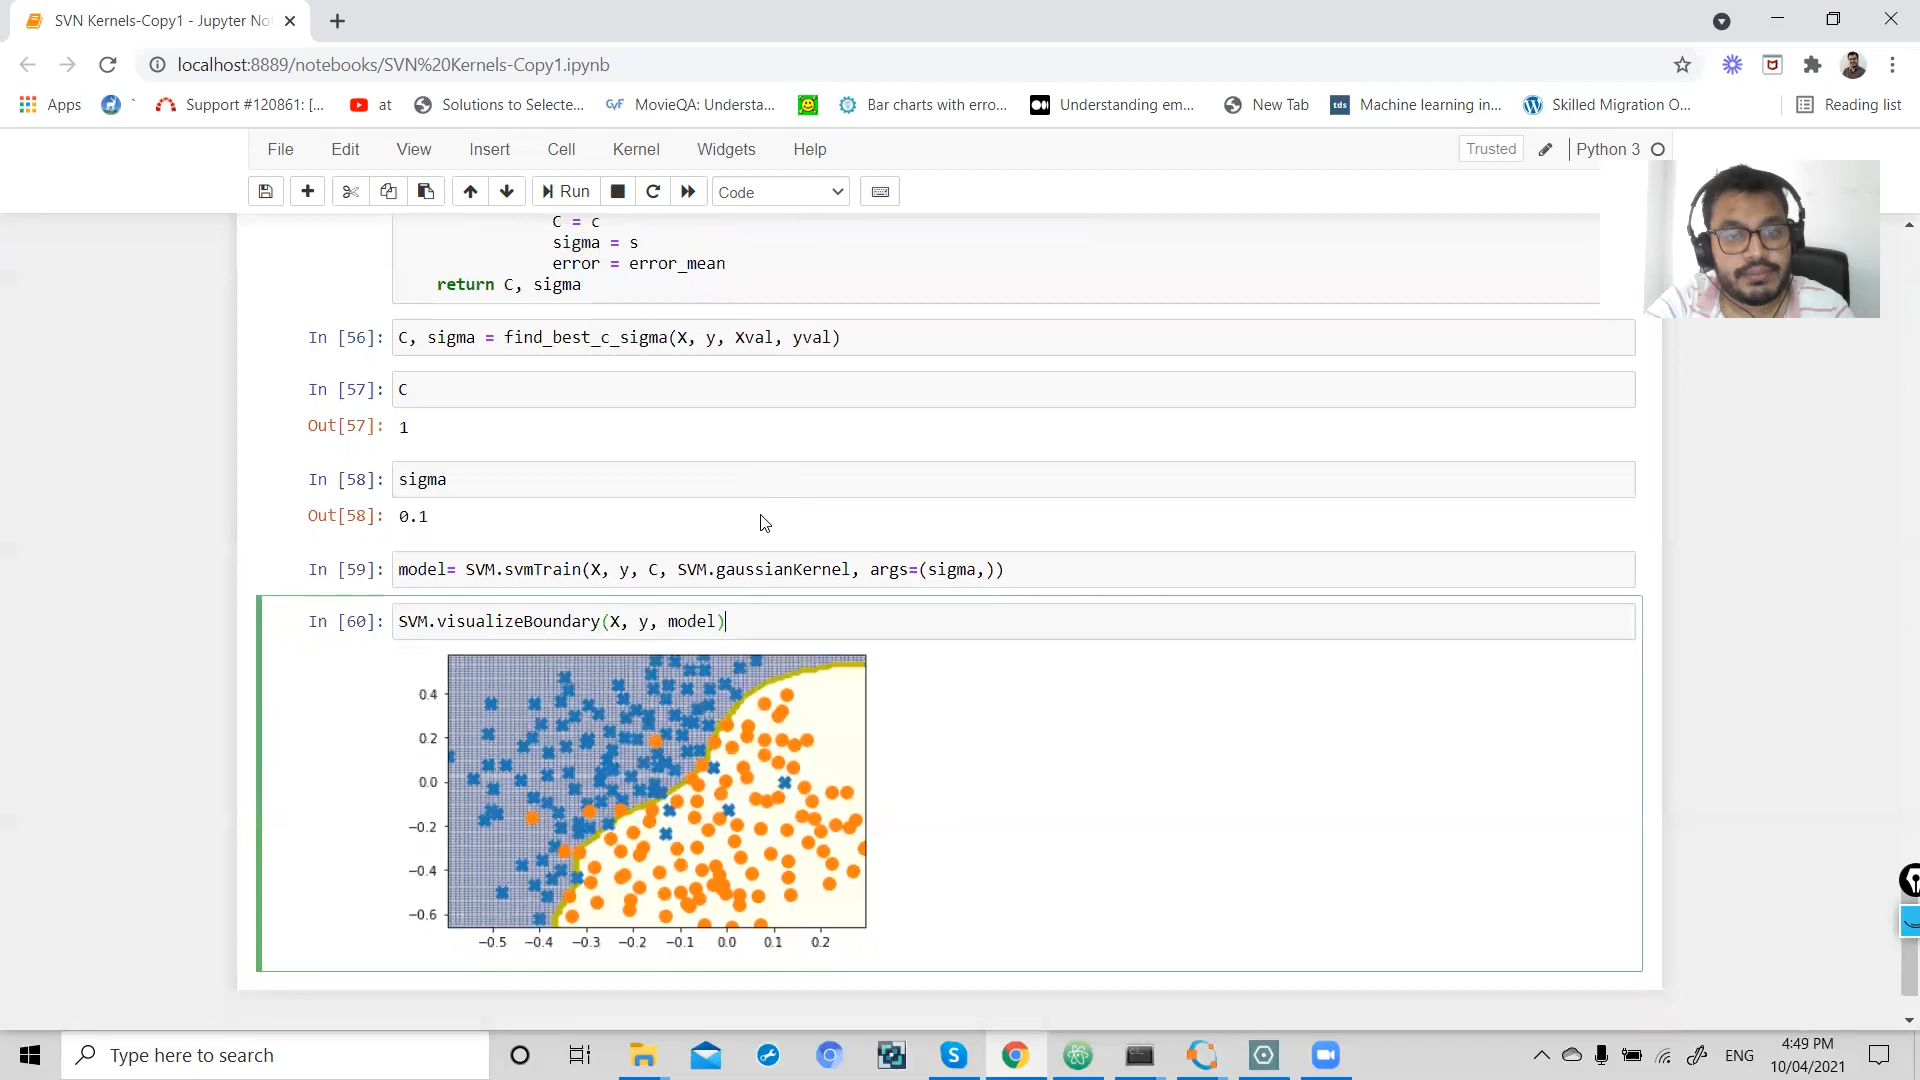 SVN Kernels-Copy1 - Jupyter No
localhost:8889/notebooks/SVN%20Kernels-Copy1.ipynb
Apps
Support #120861: [...
at
Solutions to Selecte...
GYF MovieQA: Understa...
Bar charts with erro...
Understanding em...
New Tab
tds Machine learning in...
Skilled Migration O...
Reading list
File Edit View Insert Cell Kernel Widgets Help
Trusted Python 3
Run Code
C = c
sigma = s
error = error_mean
return C, sigma
In [56]: C, sigma = find_best_c_sigma(X, y, Xval, yval)
In [57]: C
Out[57]: 1
In [58]: sigma
Out[58]: 0.1
In [59]: model= SVM.svmTrain(X, y, C, SVM.gaussianKernel, args=(sigma,))
In [60]: SVM.visualizeBoundary(X, y, model)
0.4
0.2
0.0
−0.2
−0.4
−0.6
−0.5 −0.4 −0.3 −0.2 −0.1 0.0 0.1 0.2
Type here to search
ENG
4:49 PM
10/04/2021